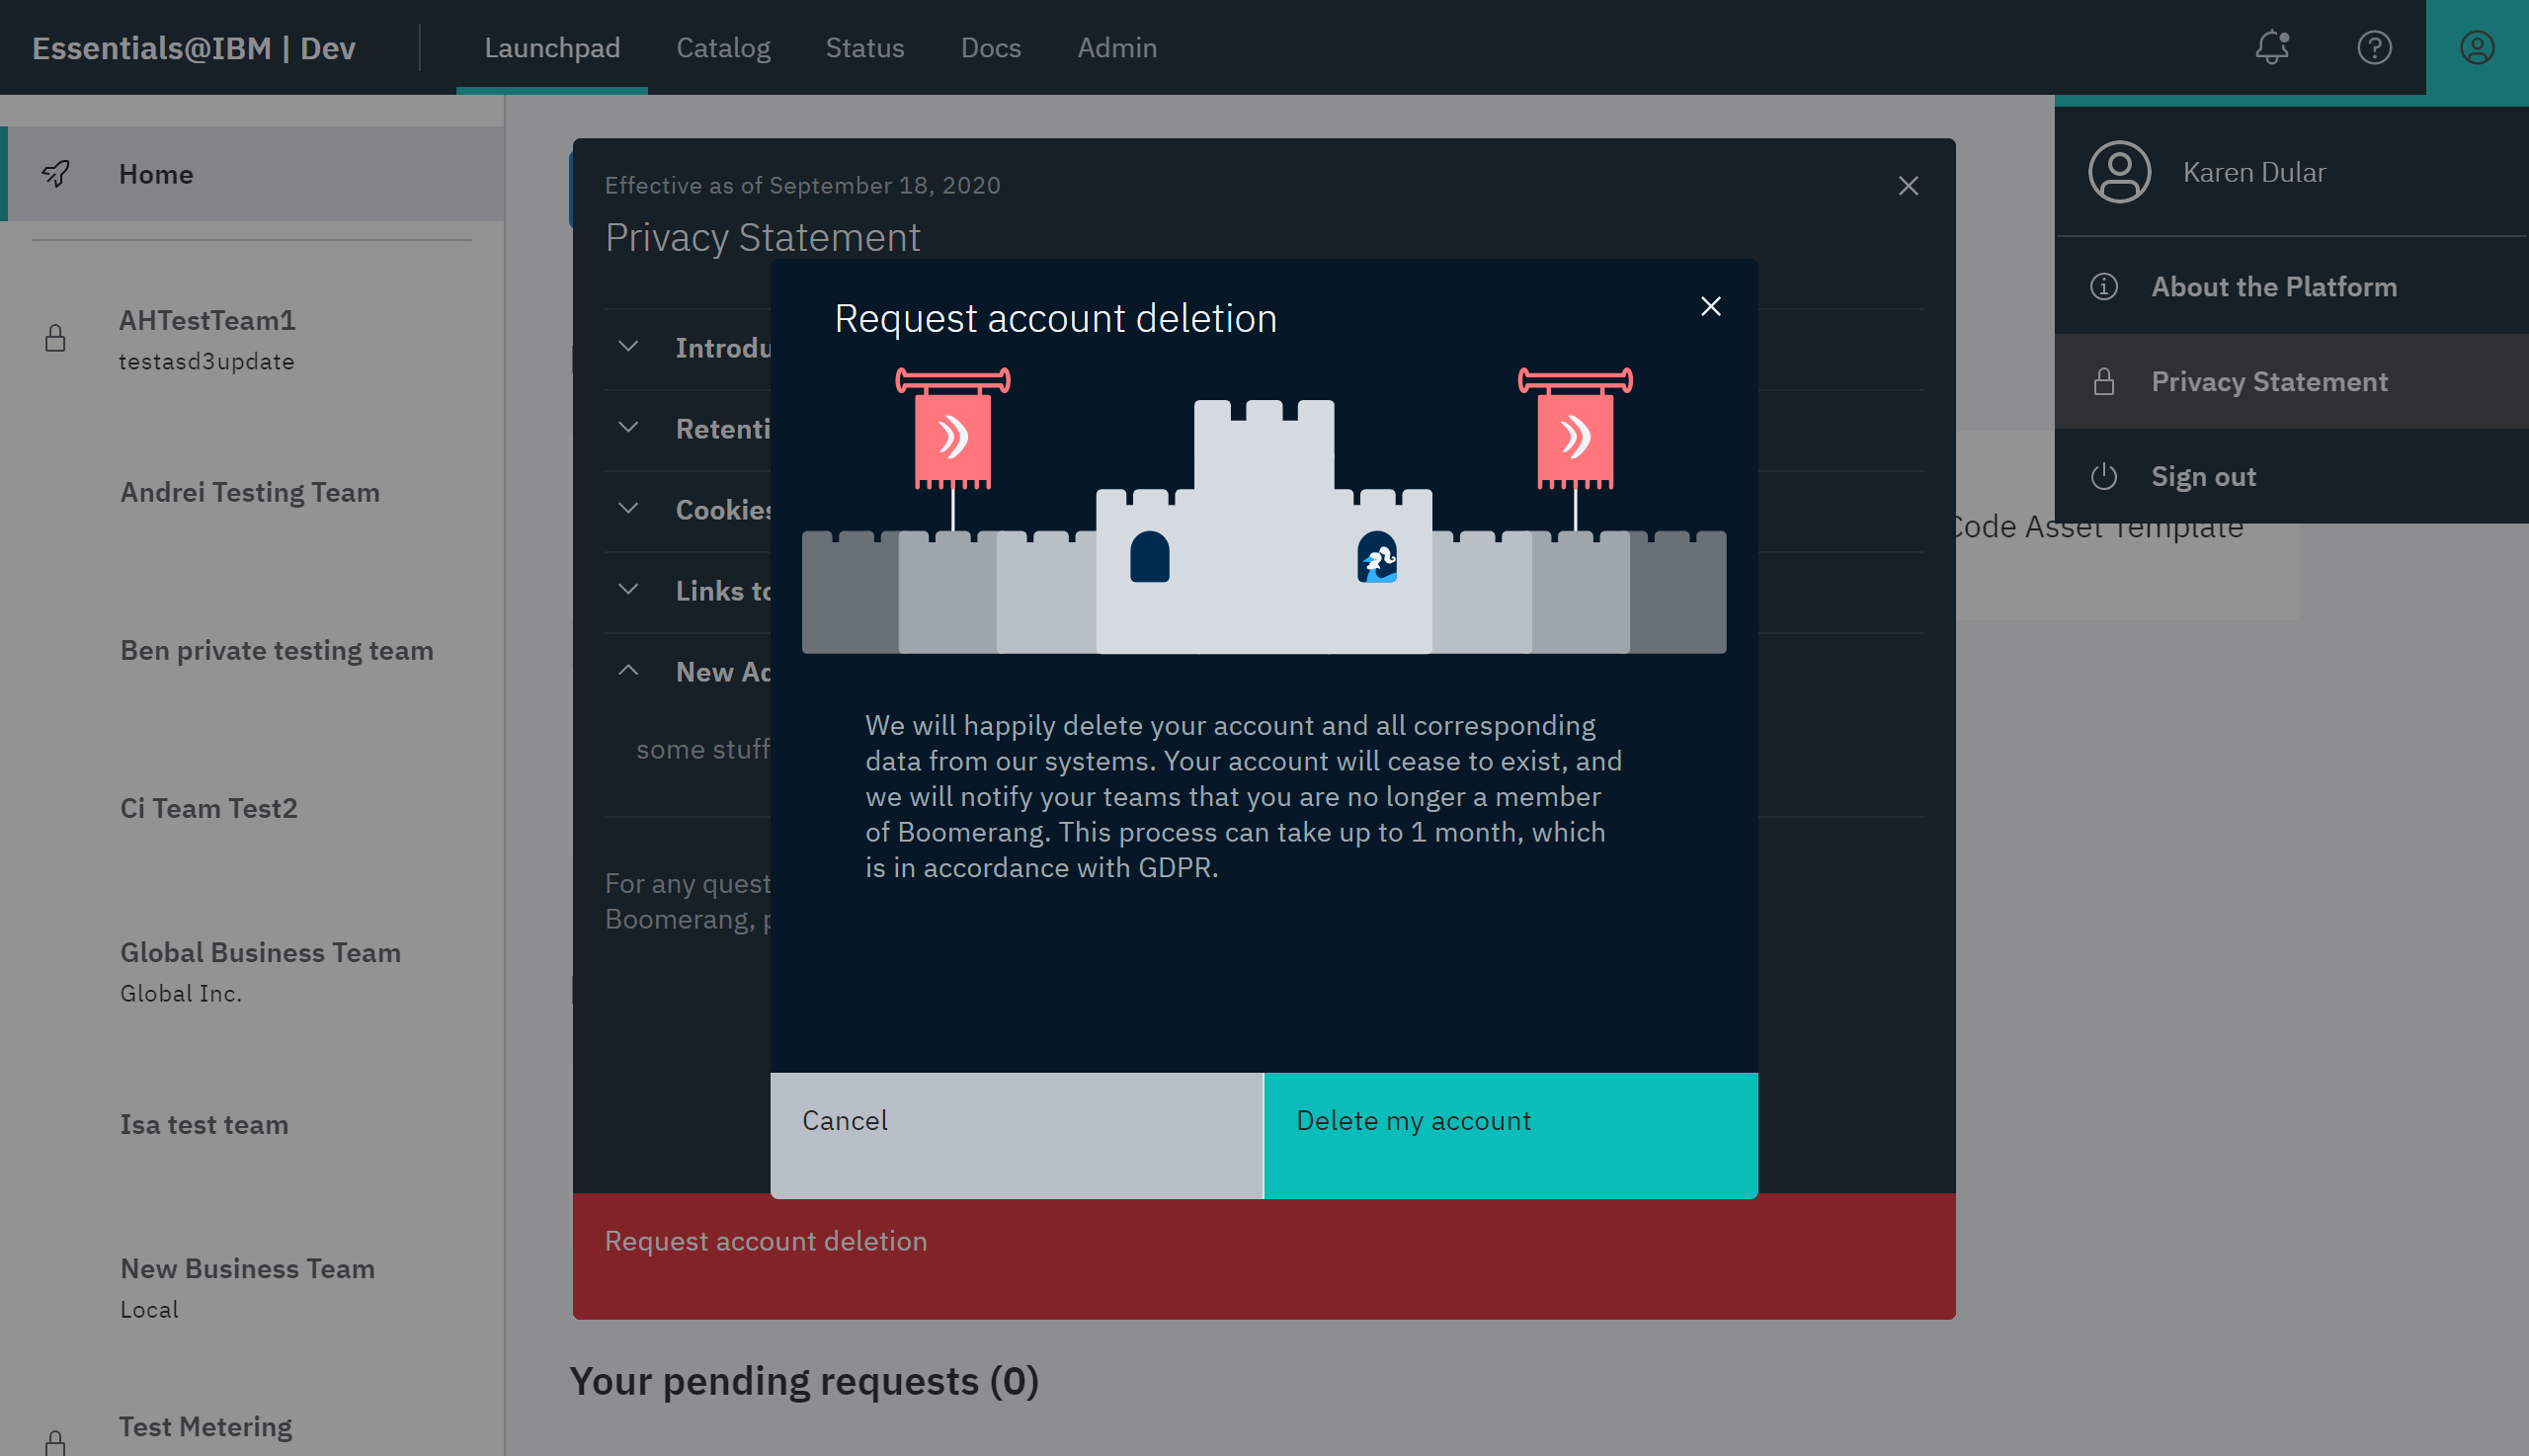 Essentials@IBM | Dev
Launchpad
Catalog
Status
Docs
Admin
Home
AHTestTeam1
testasd3update
Andrei Testing Team
Ben private testing team
Ci Team Test2
Global Business Team
Global Inc.
Isa test team
New Business Team
Local
Test Metering
Effective as of September 18, 2020
Privacy Statement
Links
New
some stuff
For any
Boomerang,
Request account deletion
Request account deletion
We will happily delete your account and all corresponding
data from our systems. Your account will cease to exist, and
we will notify your teams that you are no longer a member
of Boomerang. This process can take up to 1 month, which
is in accordance with GDPR.
Cancel
Delete my account
Karen Dular
About the Platform
Privacy Statement
Sign out
Code Asset Template
Your pending requests (0)